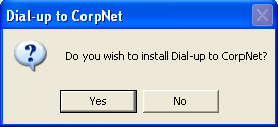 Dial-up to CorpNet
Do you wish to install Dial-up to CorpNet?
Yes
No